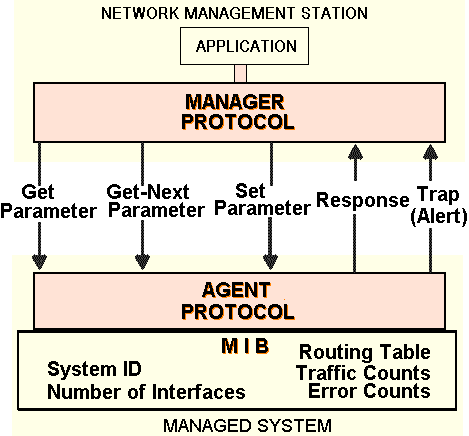 NETWORK MANAGEMENT STATION
APPLICATION
MANAGER
PROTOCOL
Get
Parameter
Get-Next
Parameter
Set
Parameter
Response
Trap
(Alert)
AGENT
PROTOCOL
M I B
System ID
Number of Interfaces
Routing Table
Traffic Counts
Error Counts
MANAGED SYSTEM